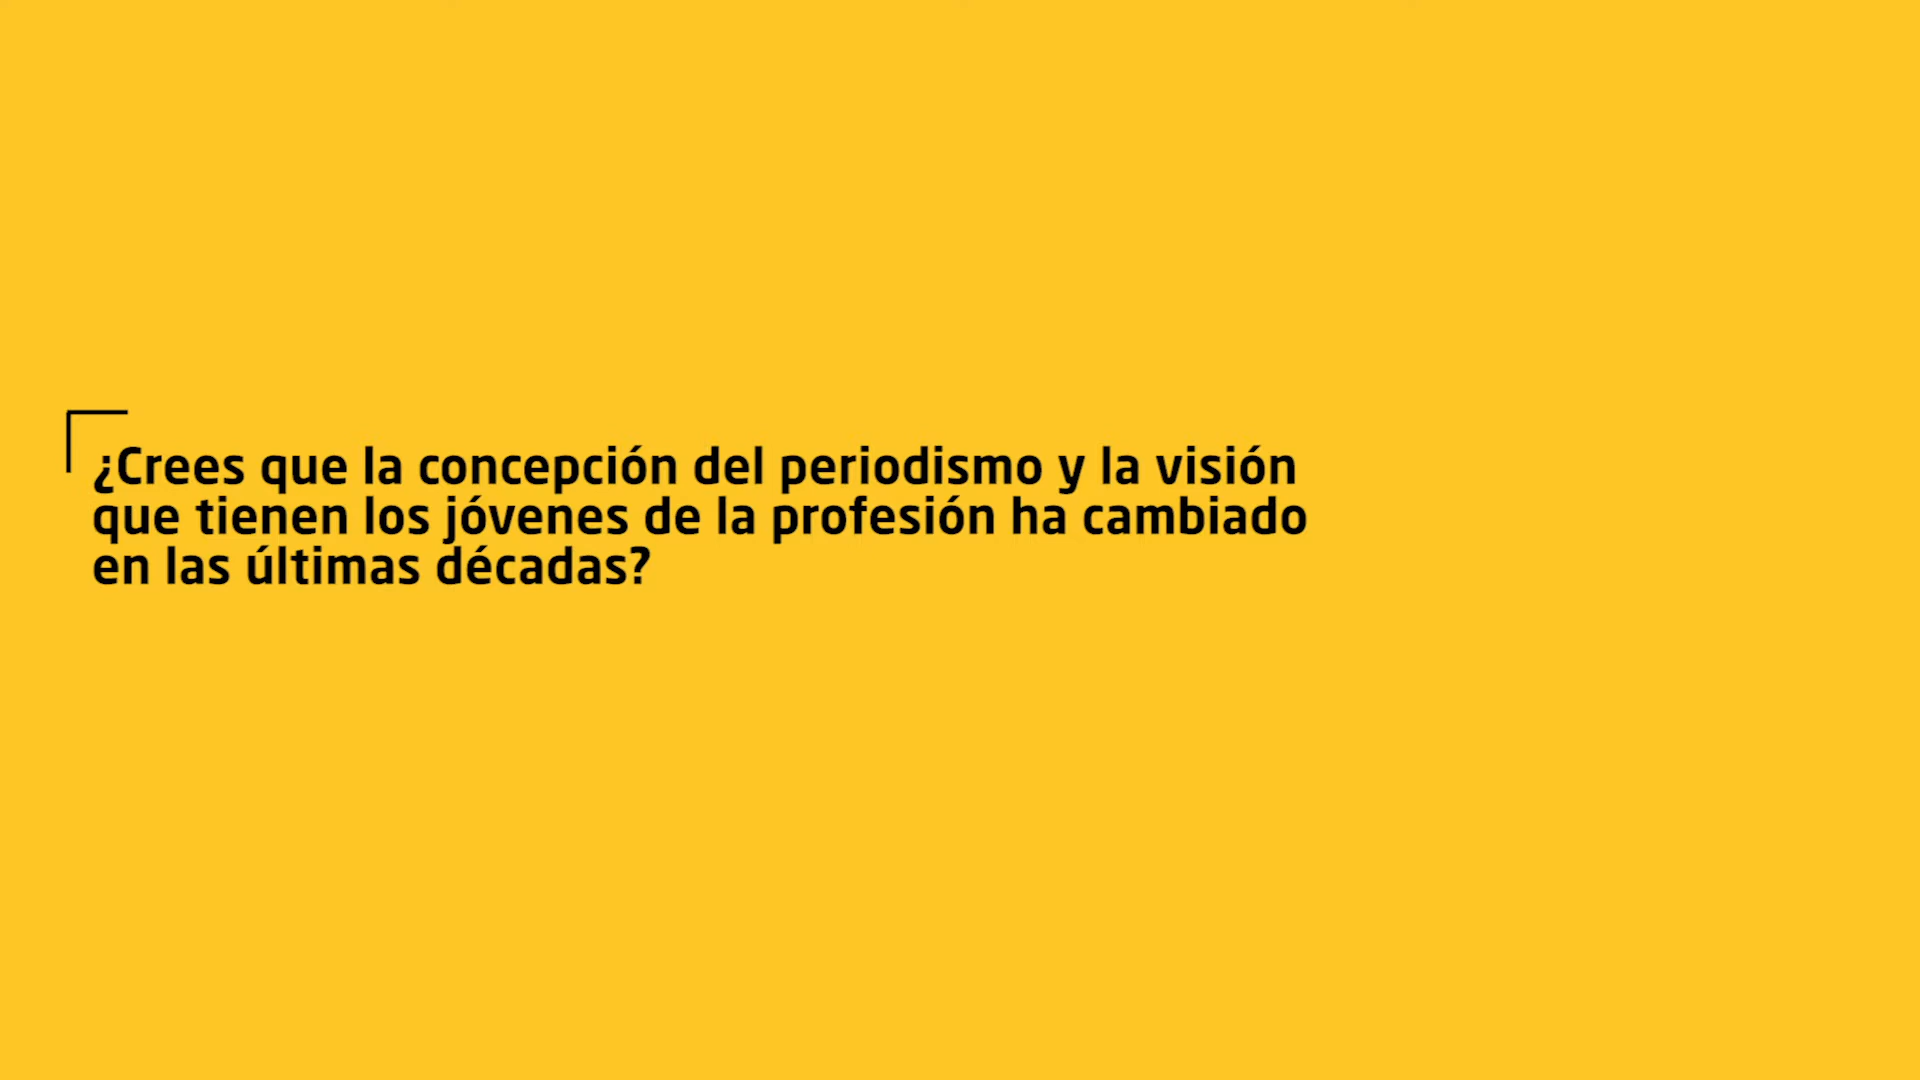 ¿Crees que la concepción del periodismo y la visión
que tienen los jóvenes de la profesión ha cambiado
en las últimas décadas?